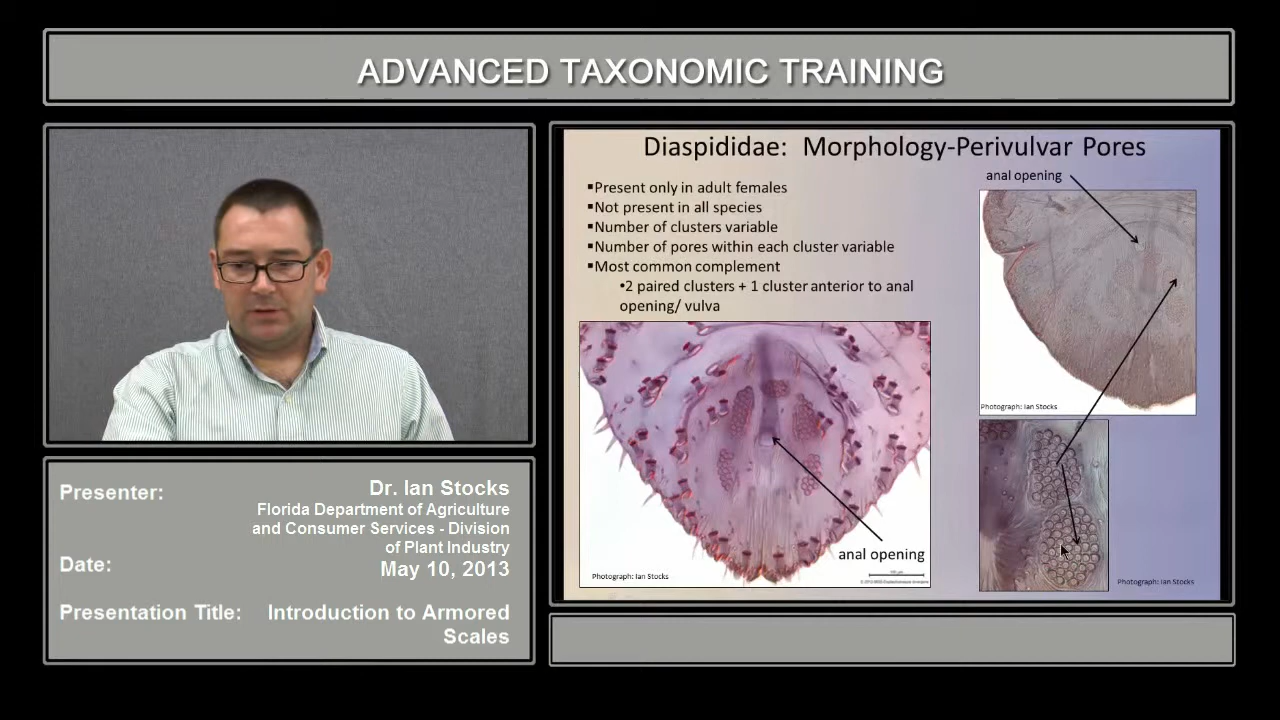 ADVANCED TAXONOMIC TRAINING
Presenter: Dr. Ian Stocks
Florida Department of Agriculture
and Consumer Services - Division
of Plant Industry
Date: May 10, 2013
Presentation Title: Introduction to Armored
Scales
Diaspididae: Morphology-Perivulvar Pores
▪Present only in adult females
▪Not present in all species
▪Number of clusters variable
▪Number of pores within each cluster variable
▪Most common complement
•2 paired clusters + 1 cluster anterior to anal
opening/ vulva
anal opening
Photograph: Ian Stocks
anal opening
Photograph: Ian Stocks
Photograph: Ian Stocks